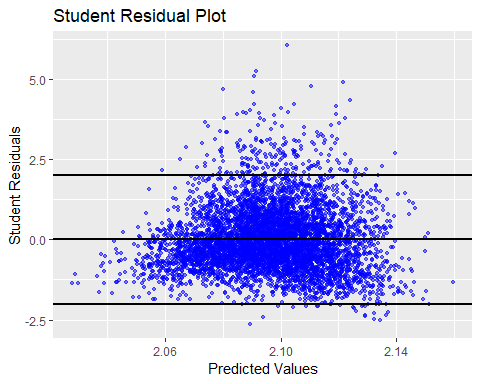 Student Residual Plot
Student Residuals
5.0
2.5
0.0
-2.5
2.06
2.10
2.14
Predicted Values